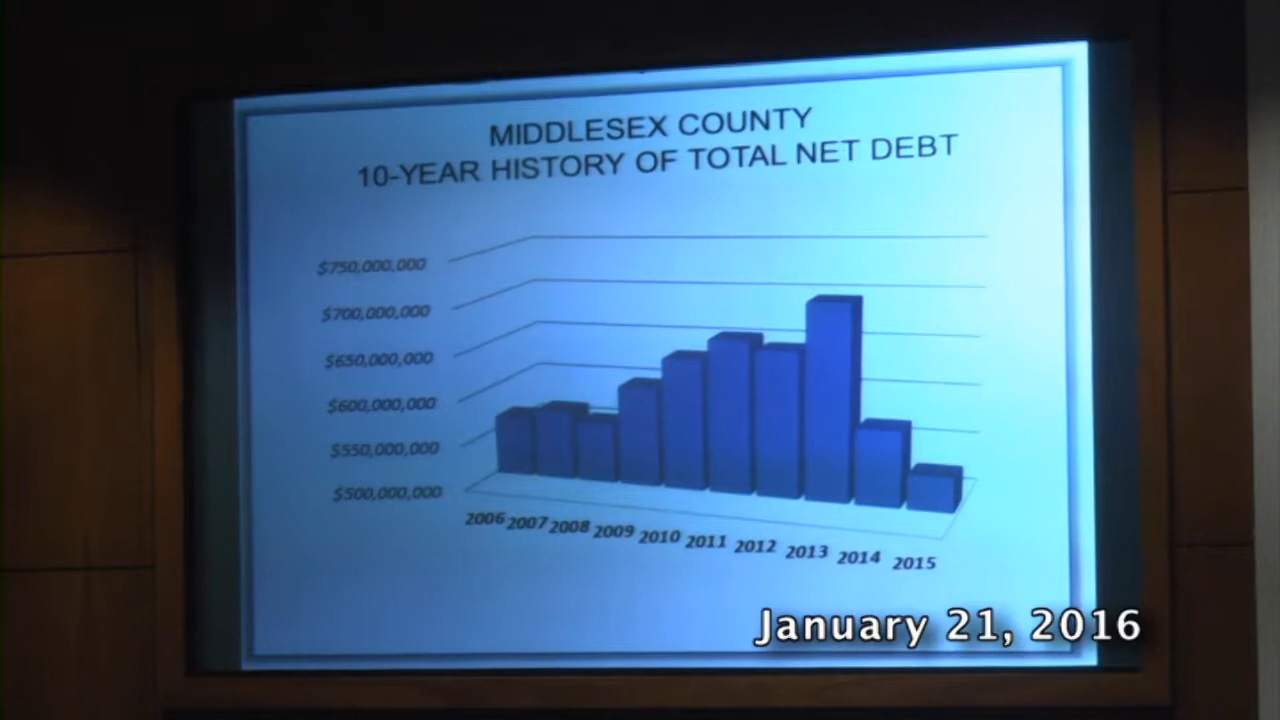 MIDDLESEX COUNTY
10-YEAR HISTORY OF TOTAL NET DEBT
$750,000,000
$700,000,000
$650,000,000
$600,000,000
$550,000,000
$500,000,000
2006 2007 2008 2009 2010 2011 2012 2013 2014 2015
January 21, 2016